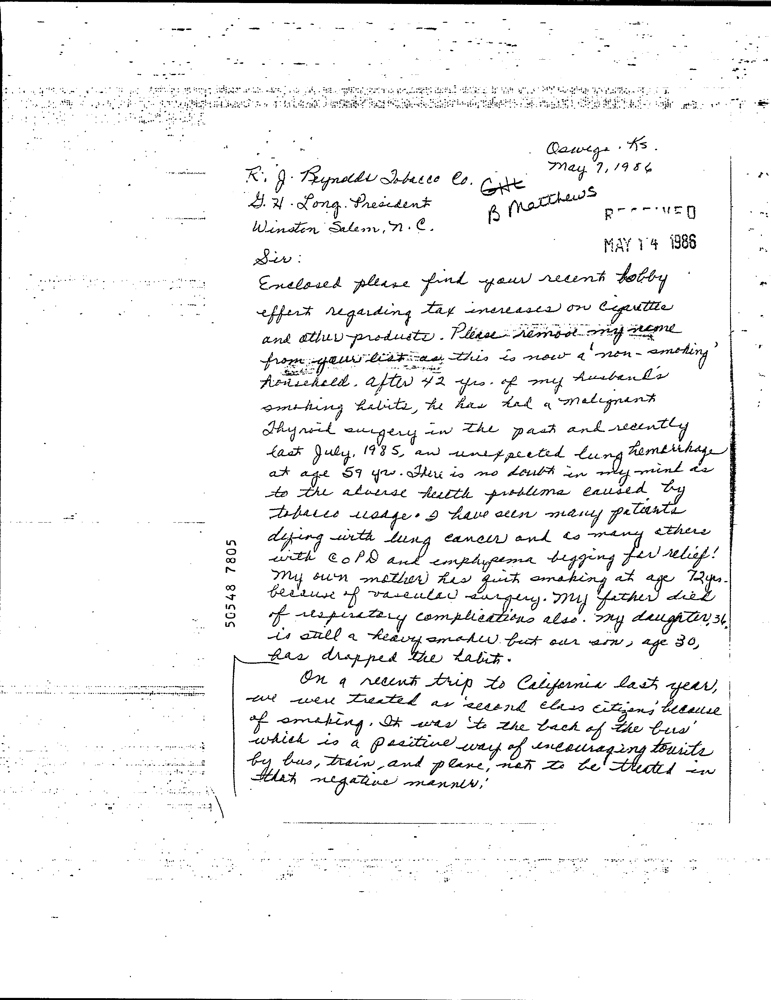 Oswego. Ks.
May 7, 1986
R. J. Reynolds Tobacco Co.
G. H. Long. President
Winston Salem, N. C.
GHL
B Matthews
MAY 14 1986
Sir:
Enclosed please find your recent lobby
effort regarding tax increases on cigarettes
and other products. Please remove my name
from your list as, this is now a 'non-smoking'
household. After 42 yrs. of my husband's
smoking habits, he has had a malignant
Thyroid surgery in the past and recently
last July, 1985, an unexpected lung hemorrhage
at age 59 yr. There is no doubt in my mind as
to the adverse health problems caused by
tobacco usage. I have seen many patients
dying with lung cancer and as many others
with COPD and emphysema begging for relief!
My own mother has quit smoking at age 72 yrs.
because of vascular surgery. My father died
of respiratory complications also. My daughter, 36,
is still a heavy smoker but our son, age 30,
has dropped the habit.
On a recent trip to California last year,
we were treated as 'second class citizens' because
of smoking. It was 'to the back of the bus'
which is a positive way of encouraging tourists
by bus, train, and plane, not to be treated in
that negative manner;
50548 7805